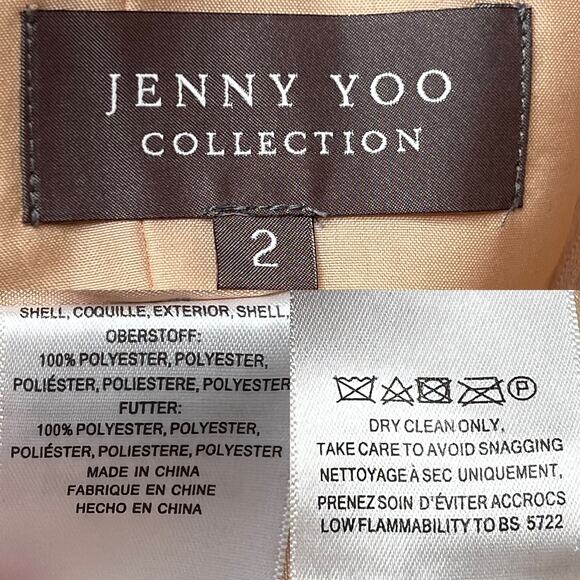 JENNY YOO
COLLECTION
2
SHELL, COQUILLE, EXTERIOR, SHELL,
OBERSTOFF:
100% POLYESTER, POLYESTER,
POLIÉSTER, POLIESTERE, POLYESTER
FUTTER:
100% POLYESTER, POLYESTER,
POLIÉSTER, POLIESTERE, POLYESTER
MADE IN CHINA
FABRIQUE EN CHINE
HECHO EN CHINA
P
DRY CLEAN ONLY,
TAKE CARE TO AVOID SNAGGING
NETTOYAGE À SEC UNIQUEMENT,
PRENEZ SOIN D'ÉVITER ACCROCS
LOW FLAMMABILITY TO BS 5722